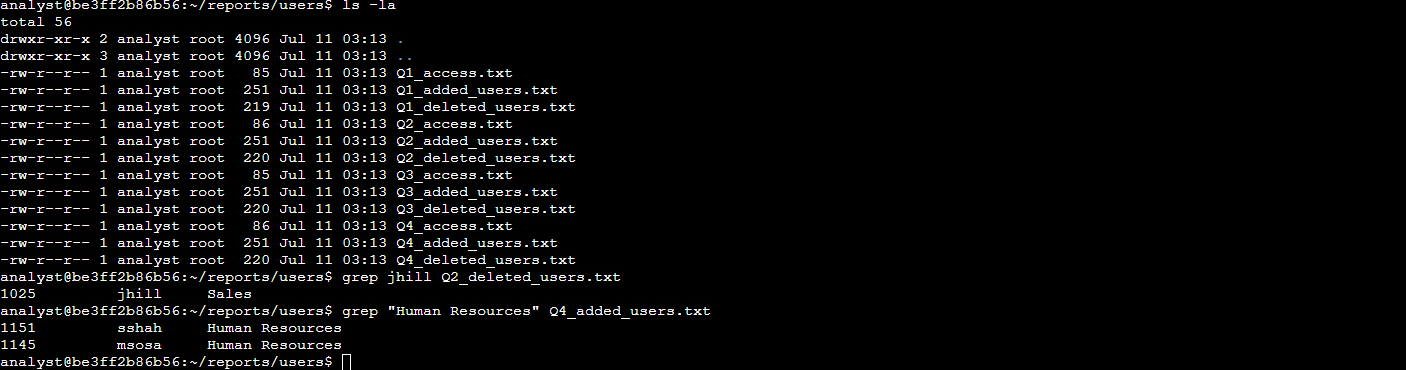 analyst@be3ff2b86b56:~/reports/users$ ls -la
total 56
drwxr-xr-x 2 analyst root 4096 Jul 11 03:13 .
drwxr-xr-x 3 analyst root 4096 Jul 11 03:13 ..
-rw-r--r-- 1 analyst root   85 Jul 11 03:13 Q1_access.txt
-rw-r--r-- 1 analyst root  251 Jul 11 03:13 Q1_added_users.txt
-rw-r--r-- 1 analyst root  219 Jul 11 03:13 Q1_deleted_users.txt
-rw-r--r-- 1 analyst root   86 Jul 11 03:13 Q2_access.txt
-rw-r--r-- 1 analyst root  251 Jul 11 03:13 Q2_added_users.txt
-rw-r--r-- 1 analyst root  220 Jul 11 03:13 Q2_deleted_users.txt
-rw-r--r-- 1 analyst root   85 Jul 11 03:13 Q3_access.txt
-rw-r--r-- 1 analyst root  251 Jul 11 03:13 Q3_added_users.txt
-rw-r--r-- 1 analyst root  220 Jul 11 03:13 Q3_deleted_users.txt
-rw-r--r-- 1 analyst root   86 Jul 11 03:13 Q4_access.txt
-rw-r--r-- 1 analyst root  251 Jul 11 03:13 Q4_added_users.txt
-rw-r--r-- 1 analyst root  220 Jul 11 03:13 Q4_deleted_users.txt
analyst@be3ff2b86b56:~/reports/users$ grep jhill Q2_deleted_users.txt
1025         jhill     Sales
analyst@be3ff2b86b56:~/reports/users$ grep "Human Resources" Q4_added_users.txt
1151         sshah     Human Resources
1145         msosa     Human Resources
analyst@be3ff2b86b56:~/reports/users$